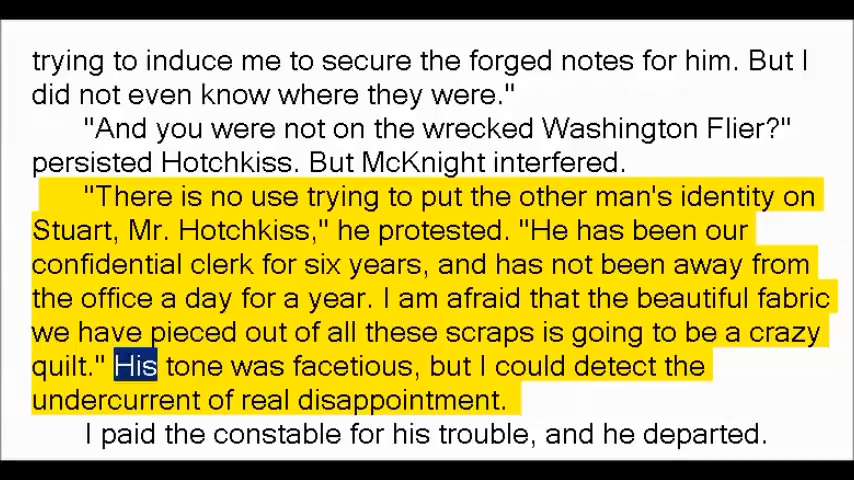 trying to induce me to secure the forged notes for him. But I
did not even know where they were."
"And you were not on the wrecked Washington Flier?"
persisted Hotchkiss. But McKnight interfered.
"There is no use trying to put the other man's identity on
Stuart, Mr. Hotchkiss," he protested. "He has been our
confidential clerk for six years, and has not been away from
the office a day for a year. I am afraid that the beautiful fabric
we have pieced out of all these scraps is going to be a crazy
quilt." His tone was facetious, but I could detect the
undercurrent of real disappointment.
I paid the constable for his trouble, and he departed.